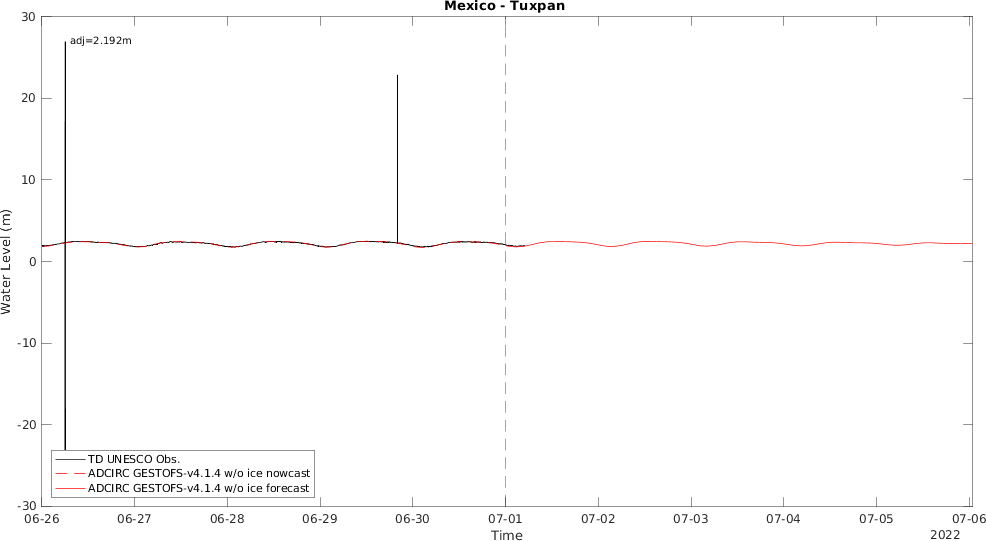 Mexico - Tuxpan
30
adj=2.192m
20
10
0
-10
-20
-30
Water Level (m)
TD UNESCO Obs.
ADCIRC GESTOFS-v4.1.4 w/o ice nowcast
ADCIRC GESTOFS-v4.1.4 w/o ice forecast
06-26 06-27 06-28 06-29 06-30 07-01 07-02 07-03 07-04 07-05 07-06
Time
2022